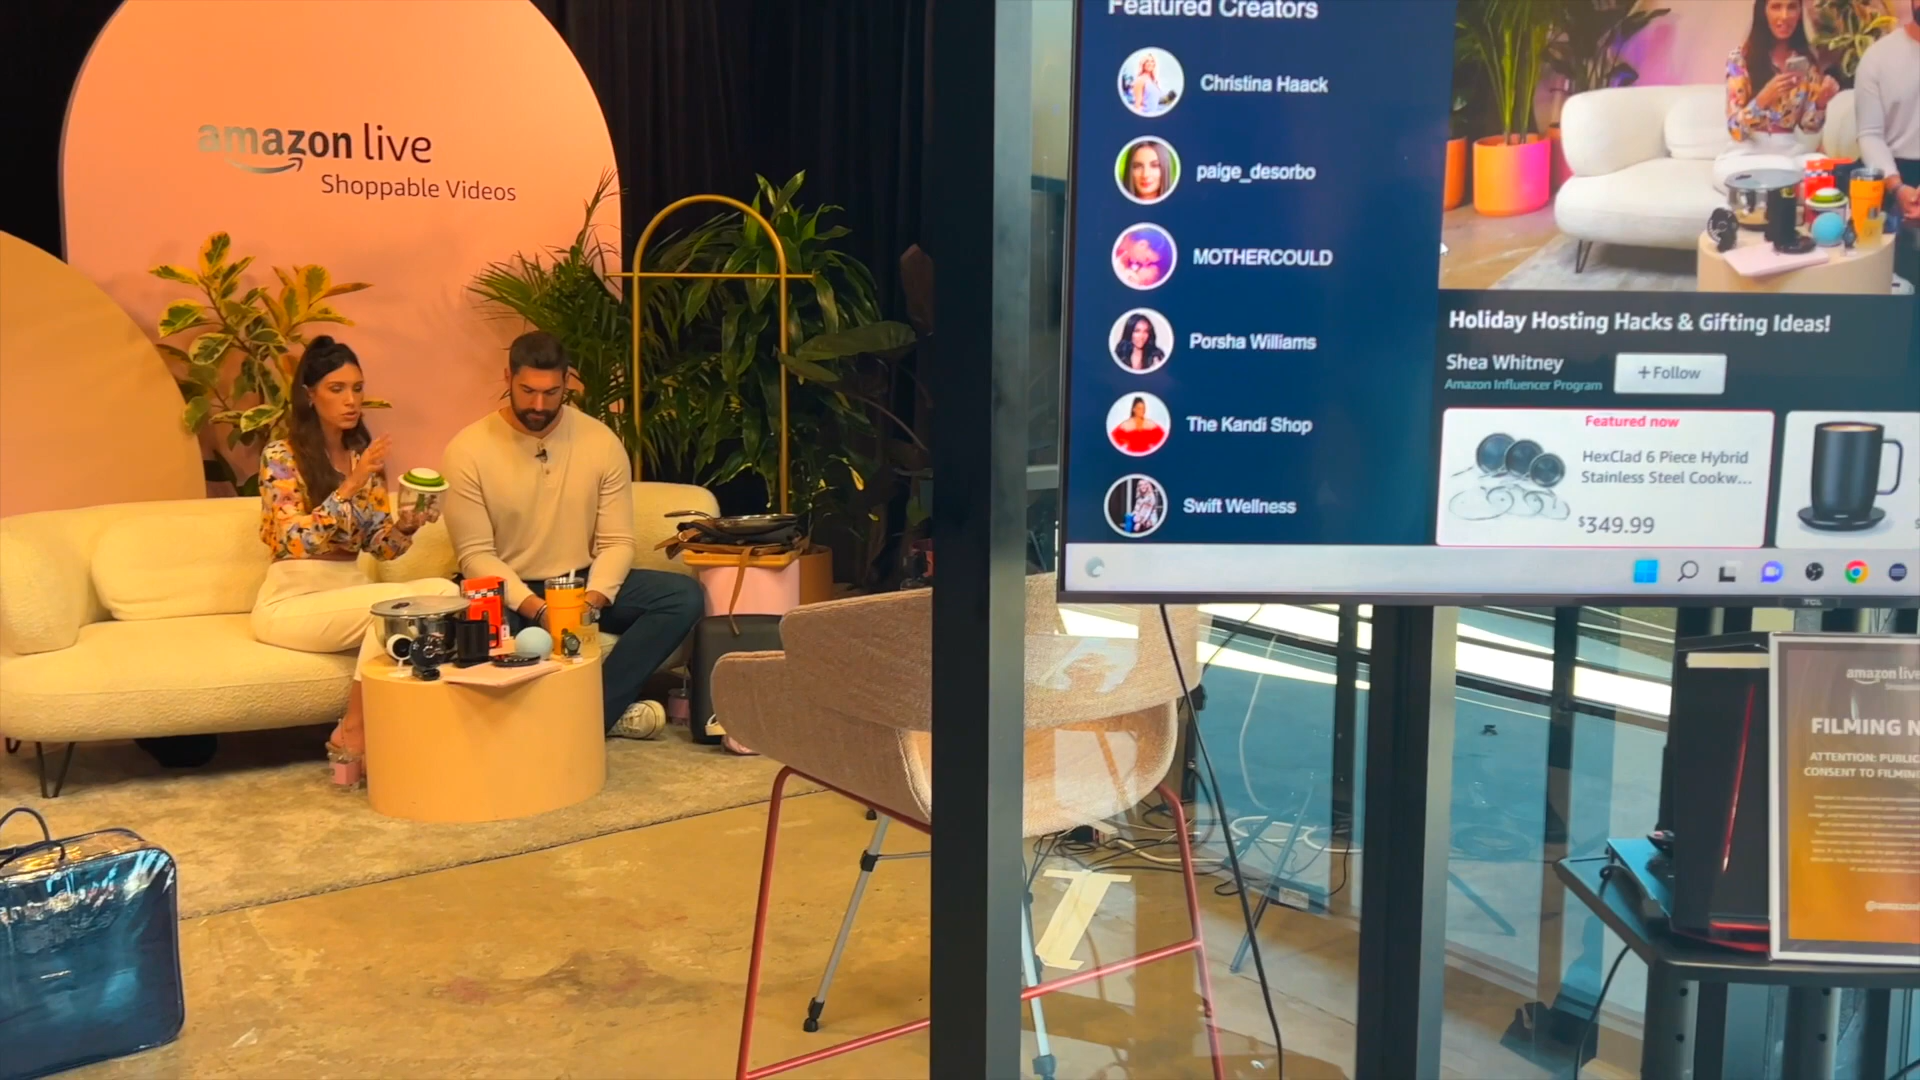 amazon live
Shoppable Videos
Featured Creators
Christina Haack
paige_desorbo
MOTHERCOULD
Porsha Williams
The Kandi Shop
Swift Wellness
Holiday Hosting Hacks & Gifting Ideas!
Shea Whitney
Amazon Influencer Program
+Follow
Featured now
HexClad 6 Piece Hybrid
Stainless Steel Cookw...
$349.99
TCL
amazon live
FILMING N
ATTENTION: PUBLIC
CONSENT TO FILMIN